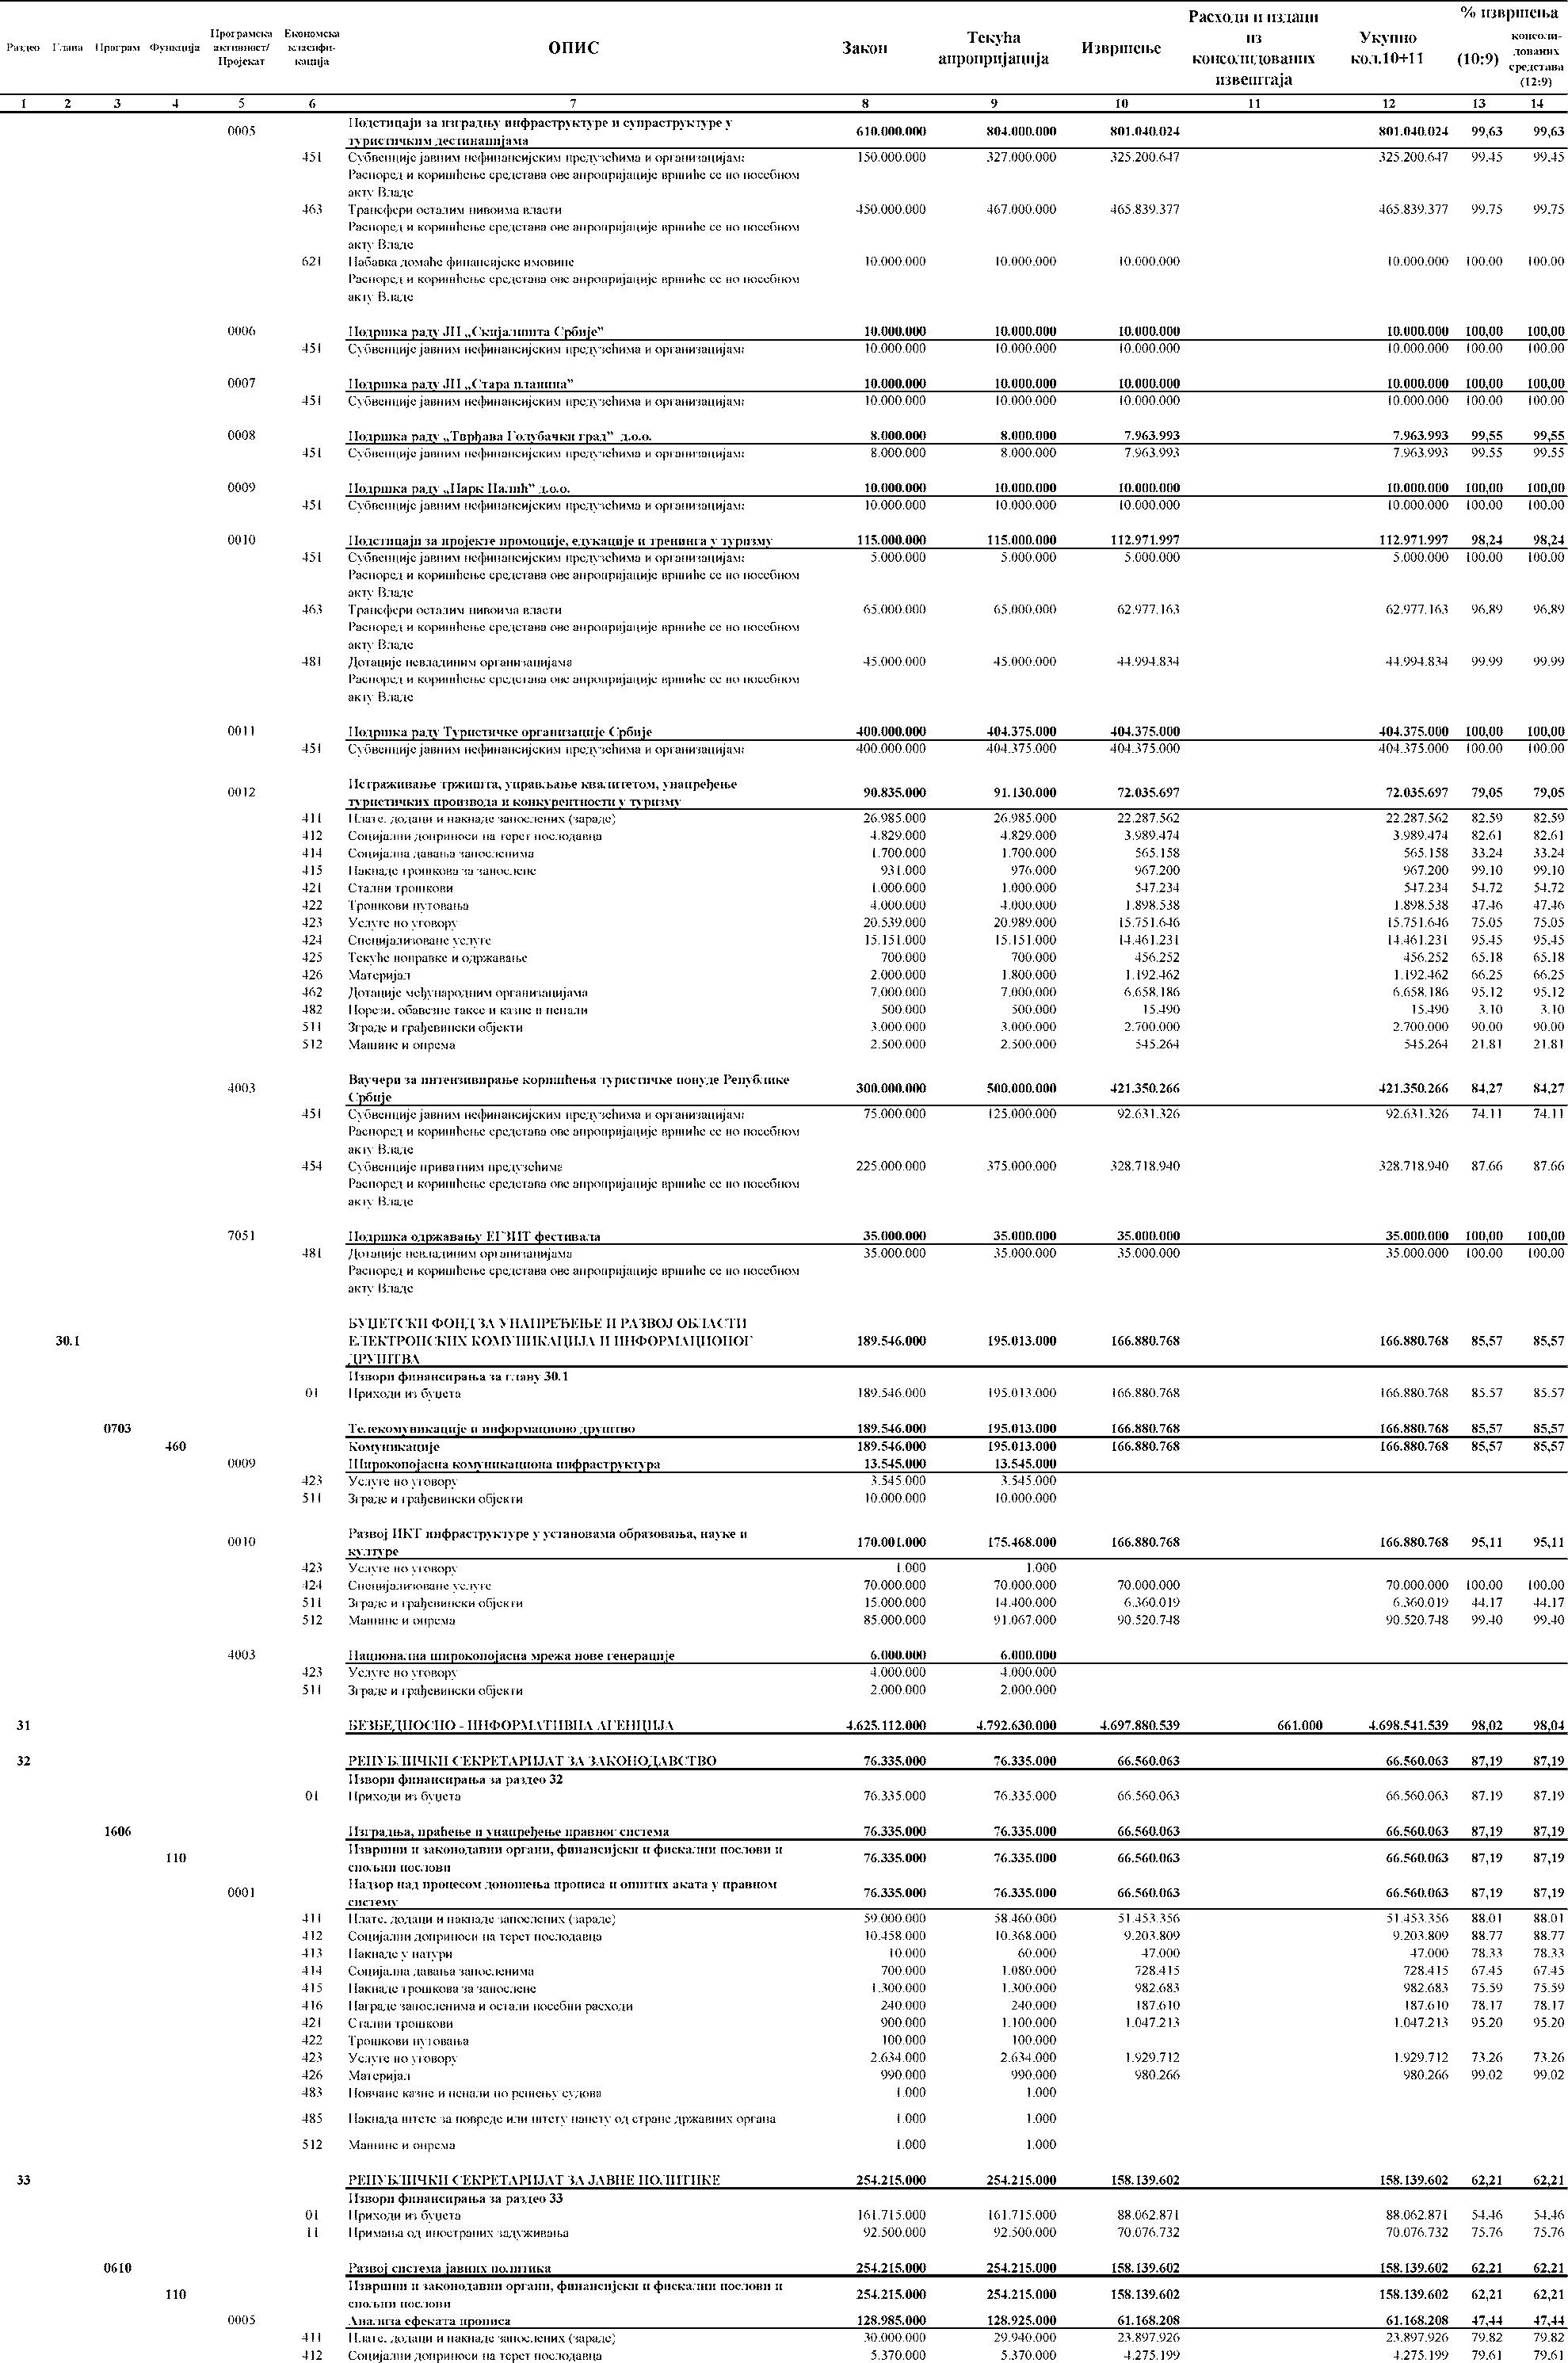 Раздео Глава Програм Функција Програмска активност/ Пројекат Економска класифи-кација ОПИС Закон Текућа апропријација Извршење Расходи и издаци из консолидованих извештаја Укупно кол.10+11 % извршења (10:9) консоли-дованих средстава (12:9)
1 2 3 4 5 6 7 8 9 10 11 12 13 14
0005 Подстицаји за изградњу инфраструктуре и супраструктуре у туристичким дестинацијама 610.000.000 804.000.000 801.040.024 801.040.024 99,63 99,63
451 Субвенције јавним нефинансијским предузећима и организацијама 150.000.000 327.000.000 325.200.647 325.200.647 99.45 99.45
Распоред и коришћење средстава ове апропријације вршиће се по посебном
акту Владе
463 Трансфери осталим нивоима власти 450.000.000 467.000.000 465.839.377 465.839.377 99.75 99.75
Распоред и коришћење средстава ове апропријације вршиће се по посебном
акту Владе
621 Набавка домаће финансијске имовине 10.000.000 10.000.000 10.000.000 10.000.000 100.00 100.00
Распоред и коришћење средстава ове апропријације вршиће се по посебном
акту Владе
0006 Подршка раду ЈП „Скијалишта Србије” 10.000.000 10.000.000 10.000.000 10.000.000 100,00 100,00
451 Субвенције јавним нефинансијским предузећима и организацијама 10.000.000 10.000.000 10.000.000 10.000.000 100.00 100.00
0007 Подршка раду ЈП „Стара планина” 10.000.000 10.000.000 10.000.000 10.000.000 100,00 100,00
451 Субвенције јавним нефинансијским предузећима и организацијама 10.000.000 10.000.000 10.000.000 10.000.000 100.00 100.00
0008 Подршка раду „Тврђава Голубачки град” д.о.о. 8.000.000 8.000.000 7.963.993 7.963.993 99,55 99,55
451 Субвенције јавним нефинансијским предузећима и организацијама 8.000.000 8.000.000 7.963.993 7.963.993 99.55 99.55
0009 Подршка раду „Парк Палић” д.о.о. 10.000.000 10.000.000 10.000.000 10.000.000 100,00 100,00
451 Субвенције јавним нефинансијским предузећима и организацијама 10.000.000 10.000.000 10.000.000 10.000.000 100.00 100.00
0010 Подстицаји за пројекте промоције, едукације и тренинга у туризму 115.000.000 115.000.000 112.971.997 112.971.997 98,24 98,24
451 Субвенције јавним нефинансијским предузећима и организацијама 5.000.000 5.000.000 5.000.000 5.000.000 100.00 100.00
Распоред и коришћење средстава ове апропријације вршиће се по посебном
акту Владе
463 Трансфери осталим нивоима власти 65.000.000 65.000.000 62.977.163 62.977.163 96.89 96.89
Распоред и коришћење средстава ове апропријације вршиће се по посебном
акту Владе
481 Дотације невладиним организацијама 45.000.000 45.000.000 44.994.834 44.994.834 99.99 99.99
Распоред и коришћење средстава ове апропријације вршиће се по посебном
акту Владе
0011 Подршка раду Туристичке организације Србије 400.000.000 404.375.000 404.375.000 404.375.000 100,00 100,00
451 Субвенције јавним нефинансијским предузећима и организацијама 400.000.000 404.375.000 404.375.000 404.375.000 100.00 100.00
0012 Истраживање тржишта, управљање квалитетом, унапређење туристичких производа и конкурентности у туризму 90.835.000 91.130.000 72.035.697 72.035.697 79,05 79,05
411 Плате, додаци и накнаде запослених (зараде) 26.985.000 26.985.000 22.287.562 22.287.562 82.59 82.59
412 Социјални доприноси на терет послодавца 4.829.000 4.829.000 3.989.474 3.989.474 82.61 82.61
414 Социјална давања запосленима 1.700.000 1.700.000 565.158 565.158 33.24 33.24
415 Накнаде трошкова за запослене 931.000 976.000 967.200 967.200 99.10 99.10
421 Стални трошкови 1.000.000 1.000.000 547.234 547.234 54.72 54.72
422 Трошкови путовања 4.000.000 4.000.000 1.898.538 1.898.538 47.46 47.46
423 Услуге по уговору 20.539.000 20.989.000 15.751.646 15.751.646 75.05 75.05
424 Специјализоване услуге 15.151.000 15.151.000 14.461.231 14.461.231 95.45 95.45
425 Текуће поправке и одржавање 700.000 700.000 456.252 456.252 65.18 65.18
426 Материјал 2.000.000 1.800.000 1.192.462 1.192.462 66.25 66.25
462 Дотације међународним организацијама 7.000.000 7.000.000 6.658.186 6.658.186 95.12 95.12
482 Порези, обавезне таксе и казне и пенали 500.000 500.000 15.490 15.490 3.10 3.10
511 Зграде и грађевински објекти 3.000.000 3.000.000 2.700.000 2.700.000 90.00 90.00
512 Машине и опрема 2.500.000 2.500.000 545.264 545.264 21.81 21.81
4003 Ваучери за интензивирање коришћења туристичке понуде Републике Србије 300.000.000 500.000.000 421.350.266 421.350.266 84,27 84,27
451 Субвенције јавним нефинансијским предузећима и организацијама 75.000.000 125.000.000 92.631.326 92.631.326 74.11 74.11
Распоред и коришћење средстава ове апропријације вршиће се по посебном
акту Владе
454 Субвенције приватним предузећима 225.000.000 375.000.000 328.718.940 328.718.940 87.66 87.66
Распоред и коришћење средстава ове апропријације вршиће се по посебном
акту Владе
7051 Подршка одржавању ЕГЗИТ фестивала 35.000.000 35.000.000 35.000.000 35.000.000 100,00 100,00
481 Дотације невладиним организацијама 35.000.000 35.000.000 35.000.000 35.000.000 100.00 100.00
Распоред и коришћење средстава ове апропријације вршиће се по посебном
акту Владе
30.1 БУЏЕТСКИ ФОНД ЗА УНАПРЕЂЕЊЕ И РАЗВОЈ ОБЛАСТИ ЕЛЕКТРОНСКИХ КОМУНИКАЦИЈА И ИНФОРМАЦИОНОГ ДРУШТВА 189.546.000 195.013.000 166.880.768 166.880.768 85,57 85,57
Извори финансирања за главу 30.1
01 Приходи из буџета 189.546.000 195.013.000 166.880.768 166.880.768 85.57 85.57
0703 Телекомуникације и информационо друштво 189.546.000 195.013.000 166.880.768 166.880.768 85,57 85,57
460 Комуникације 189.546.000 195.013.000 166.880.768 166.880.768 85,57 85,57
0009 Широкопојасна комуникациона инфраструктура 13.545.000 13.545.000
423 Услуге по уговору 3.545.000 3.545.000
511 Зграде и грађевински објекти 10.000.000 10.000.000
0010 Развој ИКТ инфраструктуре у установама образовања, науке и културе 170.001.000 175.468.000 166.880.768 166.880.768 95,11 95,11
423 Услуге по уговору 1.000 1.000
424 Специјализоване услуге 70.000.000 70.000.000 70.000.000 70.000.000 100.00 100.00
511 Зграде и грађевински објекти 15.000.000 14.400.000 6.360.019 6.360.019 44.17 44.17
512 Машине и опрема 85.000.000 91.067.000 90.520.748 90.520.748 99.40 99.40
4003 Национална широкопојасна мрежа нове генерације 6.000.000 6.000.000
423 Услуге по уговору 4.000.000 4.000.000
511 Зграде и грађевински објекти 2.000.000 2.000.000
31 БЕЗБЕДНОСНО - ИНФОРМАТИВНА АГЕНЦИЈА 4.625.112.000 4.792.630.000 4.697.880.539 661.000 4.698.541.539 98,02 98,04
32 РЕПУБЛИЧКИ СЕКРЕТАРИЈАТ ЗА ЗАКОНОДАВСТВО 76.335.000 76.335.000 66.560.063 66.560.063 87,19 87,19
Извори финансирања за раздео 32
01 Приходи из буџета 76.335.000 76.335.000 66.560.063 66.560.063 87.19 87.19
1606 Изградња, праћење и унапређење правног система 76.335.000 76.335.000 66.560.063 66.560.063 87,19 87,19
110 Извршни и законодавни органи, финансијски и фискални послови и спољни послови 76.335.000 76.335.000 66.560.063 66.560.063 87,19 87,19
0001 Надзор над процесом доношења прописа и општих аката у правном систему 76.335.000 76.335.000 66.560.063 66.560.063 87,19 87,19
411 Плате, додаци и накнаде запослених (зараде) 59.000.000 58.460.000 51.453.356 51.453.356 88.01 88.01
412 Социјални доприноси на терет послодавца 10.458.000 10.368.000 9.203.809 9.203.809 88.77 88.77
413 Накнаде у натури 10.000 60.000 47.000 47.000 78.33 78.33
414 Социјална давања запосленима 700.000 1.080.000 728.415 728.415 67.45 67.45
415 Накнаде трошкова за запослене 1.300.000 1.300.000 982.683 982.683 75.59 75.59
416 Награде запосленима и остали посебни расходи 240.000 240.000 187.610 187.610 78.17 78.17
421 Стални трошкови 900.000 1.100.000 1.047.213 1.047.213 95.20 95.20
422 Трошкови путовања 100.000 100.000
423 Услуге по уговору 2.634.000 2.634.000 1.929.712 1.929.712 73.26 73.26
426 Материјал 990.000 990.000 980.266 980.266 99.02 99.02
483 Новчане казне и пенали по решењу судова 1.000 1.000
485 Накнада штете за повреде или штету нанету од стране државних органа 1.000 1.000
512 Машине и опрема 1.000 1.000
33 РЕПУБЛИЧКИ СЕКРЕТАРИЈАТ ЗА ЈАВНЕ ПОЛИТИКЕ 254.215.000 254.215.000 158.139.602 158.139.602 62,21 62,21
Извори финансирања за раздео 33
01 Приходи из буџета 161.715.000 161.715.000 88.062.871 88.062.871 54.46 54.46
11 Примања од иностраних задуживања 92.500.000 92.500.000 70.076.732 70.076.732 75.76 75.76
0610 Развој система јавних политика 254.215.000 254.215.000 158.139.602 158.139.602 62,21 62,21
110 Извршни и законодавни органи, финансијски и фискални послови и спољни послови 254.215.000 254.215.000 158.139.602 158.139.602 62,21 62,21
0005 Анализа ефеката прописа 128.985.000 128.925.000 61.168.208 61.168.208 47,44 47,44
411 Плате, додаци и накнаде запослених (зараде) 30.000.000 29.940.000 23.897.926 23.897.926 79.82 79.82
412 Социјални доприноси на терет послодавца 5.370.000 5.370.000 4.275.199 4.275.199 79.61 79.61